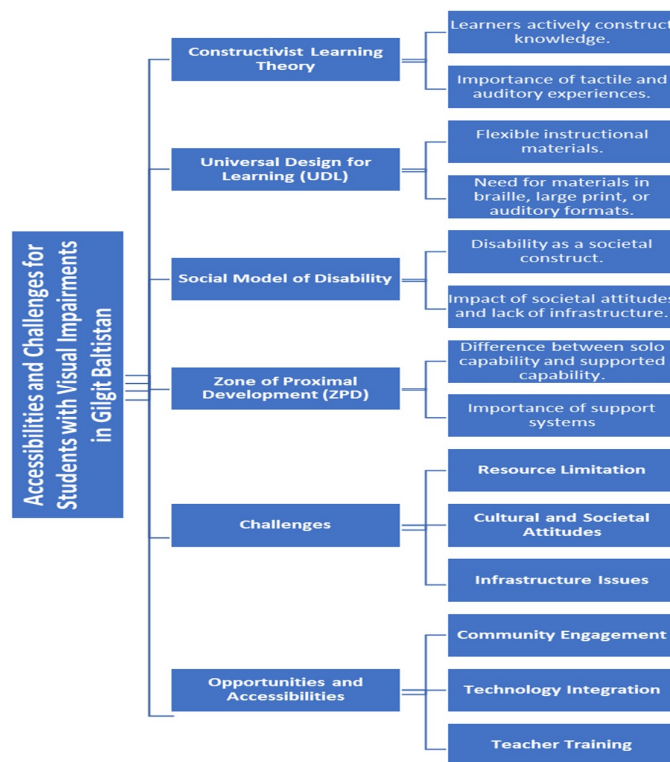 Accessibilities and Challenges for
Students with Visual Impairments
in Gilgit Baltistan
Constructivist Learning
Theory
Learners actively construct
knowledge.
Importance of tactile and
auditory experiences.
Universal Design for
Learning (UDL)
Flexible instructional
materials.
Need for materials in
braille, large print, or
auditory formats.
Social Model of Disability
Disability as a societal
construct.
Impact of societal attitudes
and lack of infrastructure.
Zone of Proximal
Development (ZPD)
Difference between solo
capability and supported
capability.
Importance of support
systems
Challenges
Resource Limitation
Cultural and Societal
Attitudes
Infrastructure Issues
Opportunities and
Accessibilities
Community Engagement
Technology Integration
Teacher Training